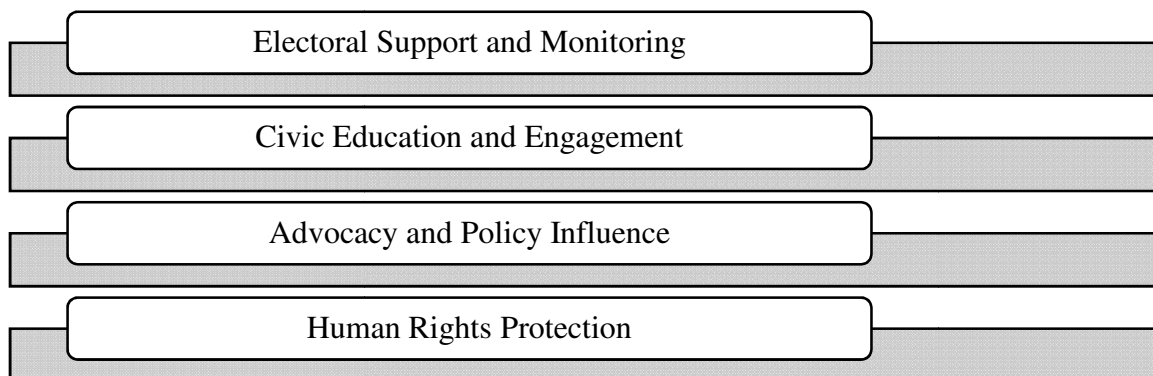 Electoral Support and Monitoring
Civic Education and Engagement
Advocacy and Policy Influence
Human Rights Protection